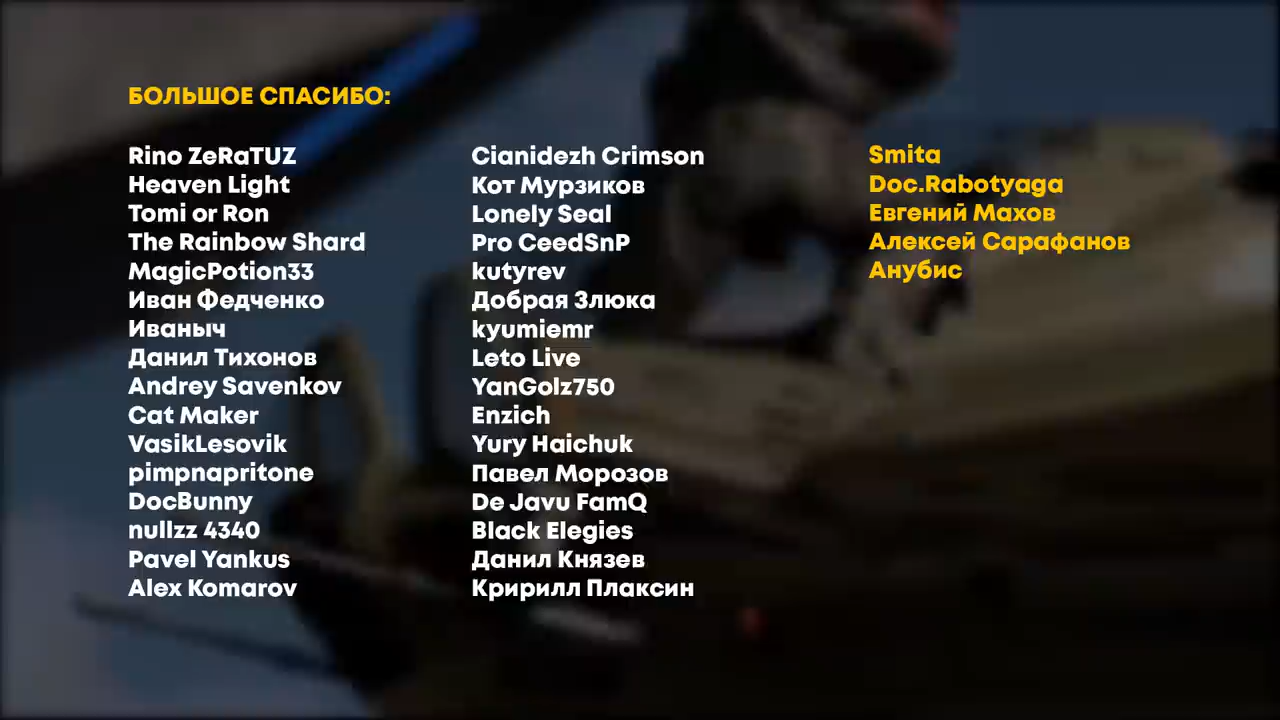 БОЛЬШОЕ СПАСИБО:
Rino ZeRaTUZ
Heaven Light
Tomi or Ron
The Rainbow Shard
MagicPotion33
Иван Федченко
Иваныч
Данил Тихонов
Andrey Savenkov
Cat Maker
VasikLesovik
pimpnapritone
DocBunny
nullzz 4340
Pavel Yankus
Alex Komarov
Cianidezh Crimson
Кот Мурзиков
Lonely Seal
Pro CeedSnP
kutyrev
Добрая Злюка
kyumiemr
Leto Live
YanGolz750
Enzich
Yury Haichuk
Павел Морозов
De Javu FamQ
Black Elegies
Данил Князев
Кририлл Плаксин
Smita
Doc.Rabotyaga
Евгений Махов
Алексей Сарафанов
Анубис